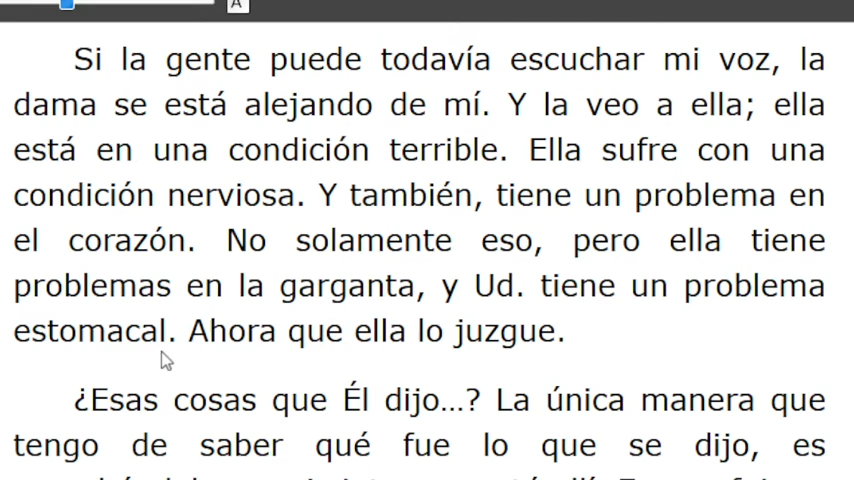 A
Si la gente puede todavía escuchar mi voz, la
dama se está alejando de mí. Y la veo a ella; ella
está en una condición terrible. Ella sufre con una
condición nerviosa. Y también, tiene un problema en
el corazón. No solamente eso, pero ella tiene
problemas en la garganta, y Ud. tiene un problema
estomacal. Ahora que ella lo juzgue.
¿Esas cosas que Él dijo...? La única manera que
tengo de saber qué fue lo que se dijo, es